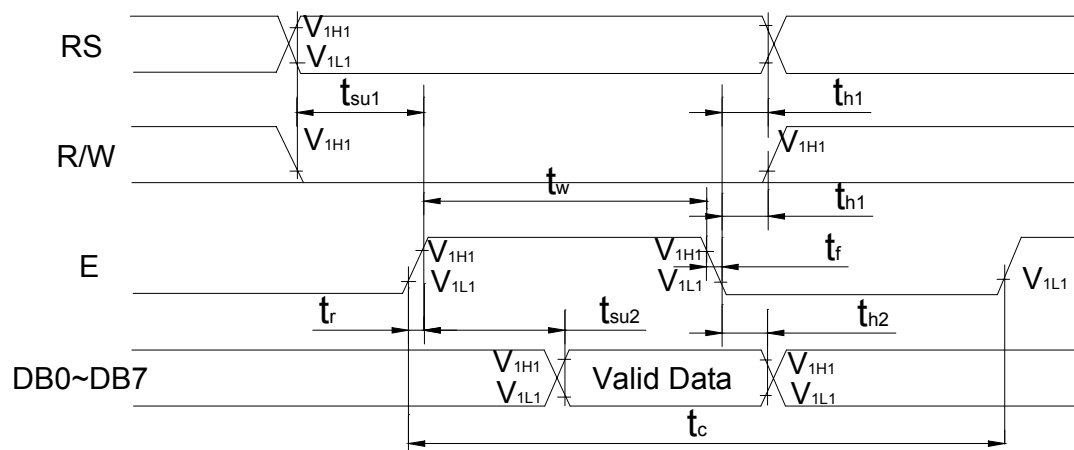 RS
V1H1
V1L1
tsu1
th1
R/W
V1H1
V1H1
tw
th1
E
V1H1
V1L1
V1H1
V1L1
tf
V1L1
tr
tsu2
th2
DB0~DB7
V1H1
V1L1
Valid Data
V1H1
V1L1
tc